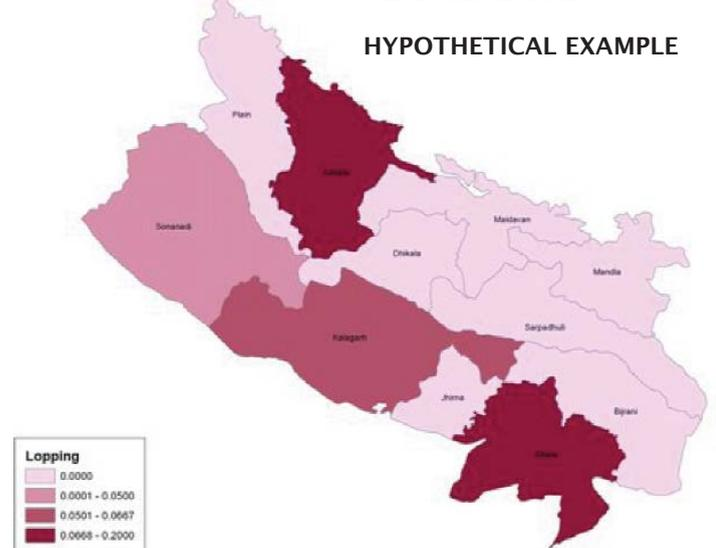 HYPOTHETICAL EXAMPLE
Plain
Sonanadi
Maidavan
Dhikala
Mandla
Sarpadhuli
Kalagarh
Jhirna
Bijrani
Lopping
0.0000
0.0001 - 0.0500
0.0501 - 0.0667
0.0668 - 0.2000